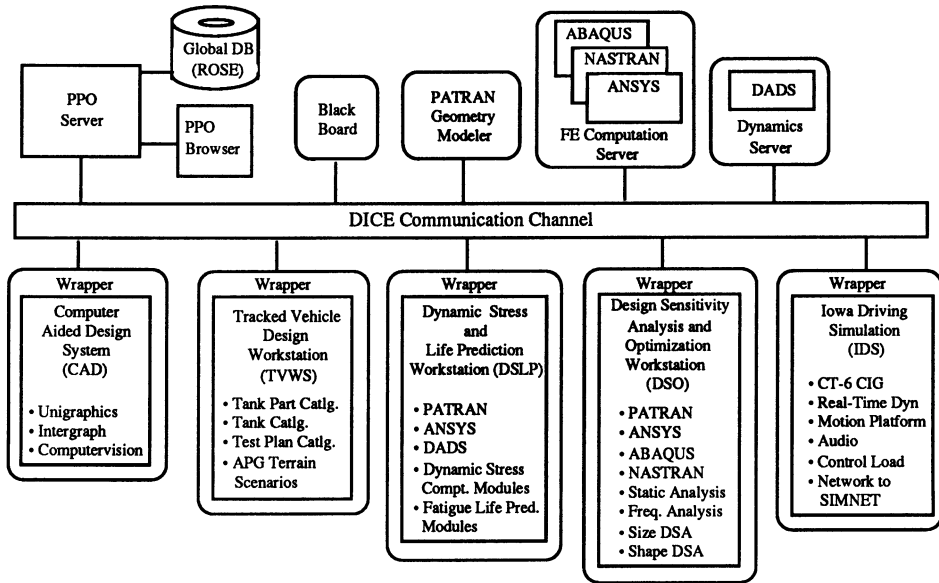 Global DB
(ROSE)
PPO
Server
PPO
Browser
Black
Board
PATRAN
Geometry
Modeler
ABAQUS
NASTRAN
ANSYS
FE Computation
Server
DADS
Dynamics
Server
DICE Communication Channel
Wrapper
Computer
Aided Design
System
(CAD)
• Unigraphics
• Intergraph
• Computervision
Wrapper
Tracked Vehicle
Design
Workstation
(TVWS)
• Tank Part Catlg.
• Tank Catlg.
• Test Plan Catlg.
• APG Terrain
Scenarios
Wrapper
Dynamic Stress
and
Life Prediction
Workstation (DSLP)
• PATRAN
• ANSYS
• DADS
• Dynamic Stress
Compt. Modules
• Fatigue Life Pred.
Modules
Wrapper
Design Sensitivity
Analysis and
Optimization
Workstation
(DSO)
• PATRAN
• ANSYS
• ABAQUS
• NASTRAN
• Static Analysis
• Freq. Analysis
• Size DSA
• Shape DSA
Wrapper
Iowa Driving
Simulation
(IDS)
• CT-6 CIG
• Real-Time Dyn
• Motion Platform
• Audio
• Control Load
• Network to
SIMNET